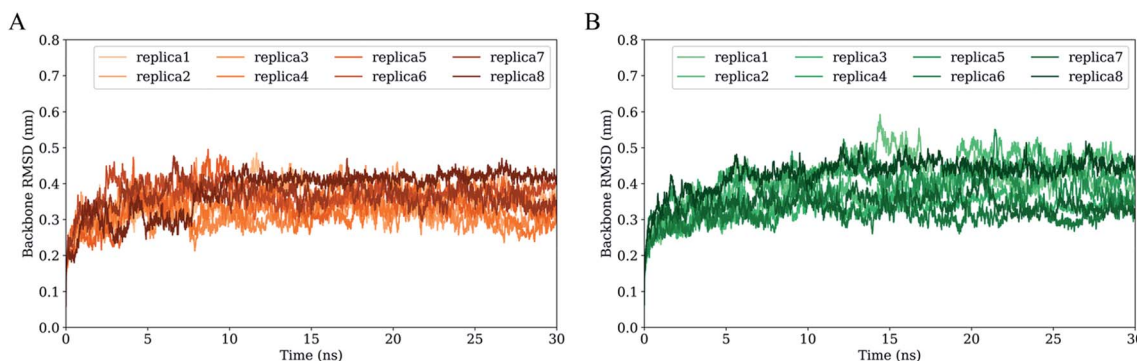 A
0.8
0.7
0.6
0.5
0.4
0.3
0.2
0.1
0.0
Backbone RMSD (nm)
replica1 replica3 replica5 replica7
replica2 replica4 replica6 replica8
0 5 10 15 20 25 30
Time (ns)
B
0.8
0.7
0.6
0.5
0.4
0.3
0.2
0.1
0.0
Backbone RMSD (nm)
replica1 replica3 replica5 replica7
replica2 replica4 replica6 replica8
0 5 10 15 20 25 30
Time (ns)